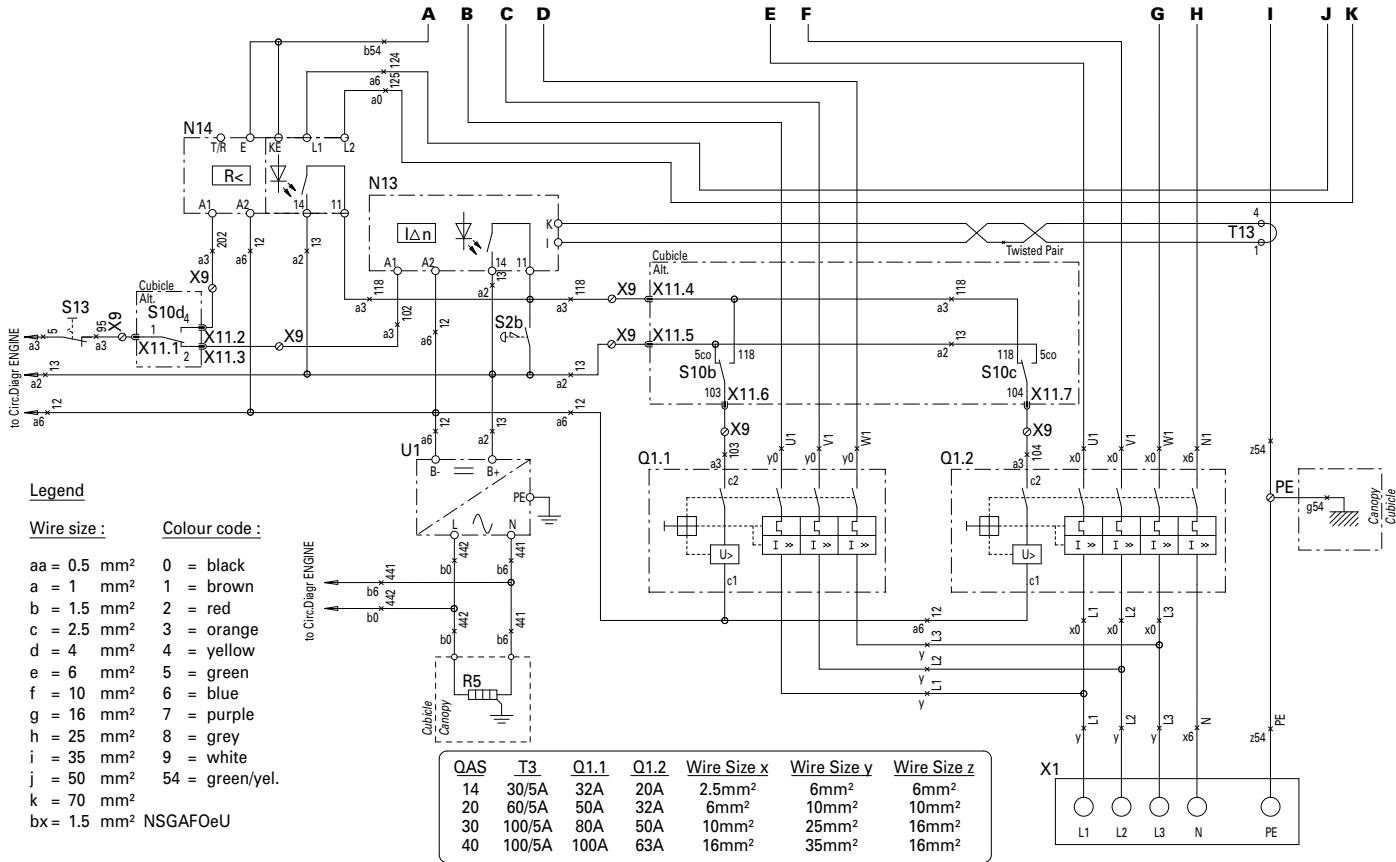 A B C D E F G H I J K
b54
124
a6
125
a0
N14
T/R E KE L1 L2
R<
A1 A2 14 11
N13
I∆n
K
I
A1 A2 14 11
4
T13
1
Twisted Pair
202
a3
12
a6
13
a2
X9
Cubicle
Alt.
S10d
4
1
2
S13
5
a3
95
a3
X9
X11.1
X11.2
X11.3
X9
118
a3
102
a3
12
a6
13
a2
S2b
118
a3
X9
X11.4
Cubicle
Alt.
118
a3
X9
X11.5
13
a2
5co
118
S10b
118
5co
S10c
103
X11.6
104
X11.7
to Circ.Diagr ENGINE
13
a2
12
a6
13
a2
12
a6
12
a6
13
a2
U1
B- B+
PE
L N
X9
103
a3
U1
y0
V1
y0
W1
y0
Q1.1
c2
U>
I » I » I »
c1
X9
104
a3
U1
x0
V1
x0
W1
x0
N1
x6
Q1.2
c2
U>
I » I » I » I »
c1
z54
PE
g54
Canopy
Cubicle
442
b0
441
b6
to Circ.Diagr ENGINE
441
b6
442
b0
442
b0
441
b6
R5
Cubicle
Canopy
12
a6
L3
y
L2
y
L1
y
L1
x0
L2
x0
L3
x0
L1
y
L2
y
L3
y
N
x6
PE
z54
X1
L1 L2 L3 N PE
Legend
Wire size : Colour code :
aa = 0.5 mm² 0 = black
a = 1 mm² 1 = brown
b = 1.5 mm² 2 = red
c = 2.5 mm² 3 = orange
d = 4 mm² 4 = yellow
e = 6 mm² 5 = green
f = 10 mm² 6 = blue
g = 16 mm² 7 = purple
h = 25 mm² 8 = grey
i = 35 mm² 9 = white
j = 50 mm² 54 = green/yel.
k = 70 mm²
bx = 1.5 mm² NSGAFOeU
QAS T3 Q1.1 Q1.2 Wire Size x Wire Size y Wire Size z
14 30/5A 32A 20A 2.5mm² 6mm² 6mm²
20 60/5A 50A 32A 6mm² 10mm² 10mm²
30 100/5A 80A 50A 10mm² 25mm² 16mm²
40 100/5A 100A 63A 16mm² 35mm² 16mm²